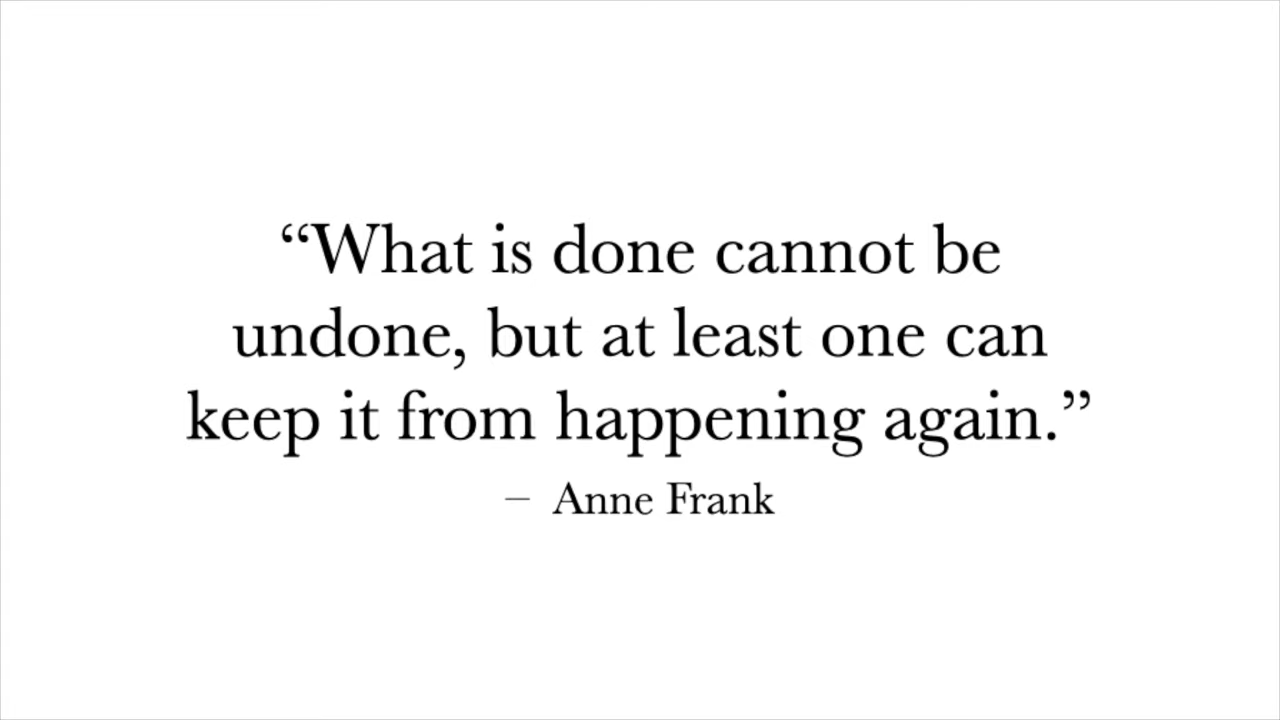 “What is done cannot be
undone, but at least one can
keep it from happening again.”
– Anne Frank